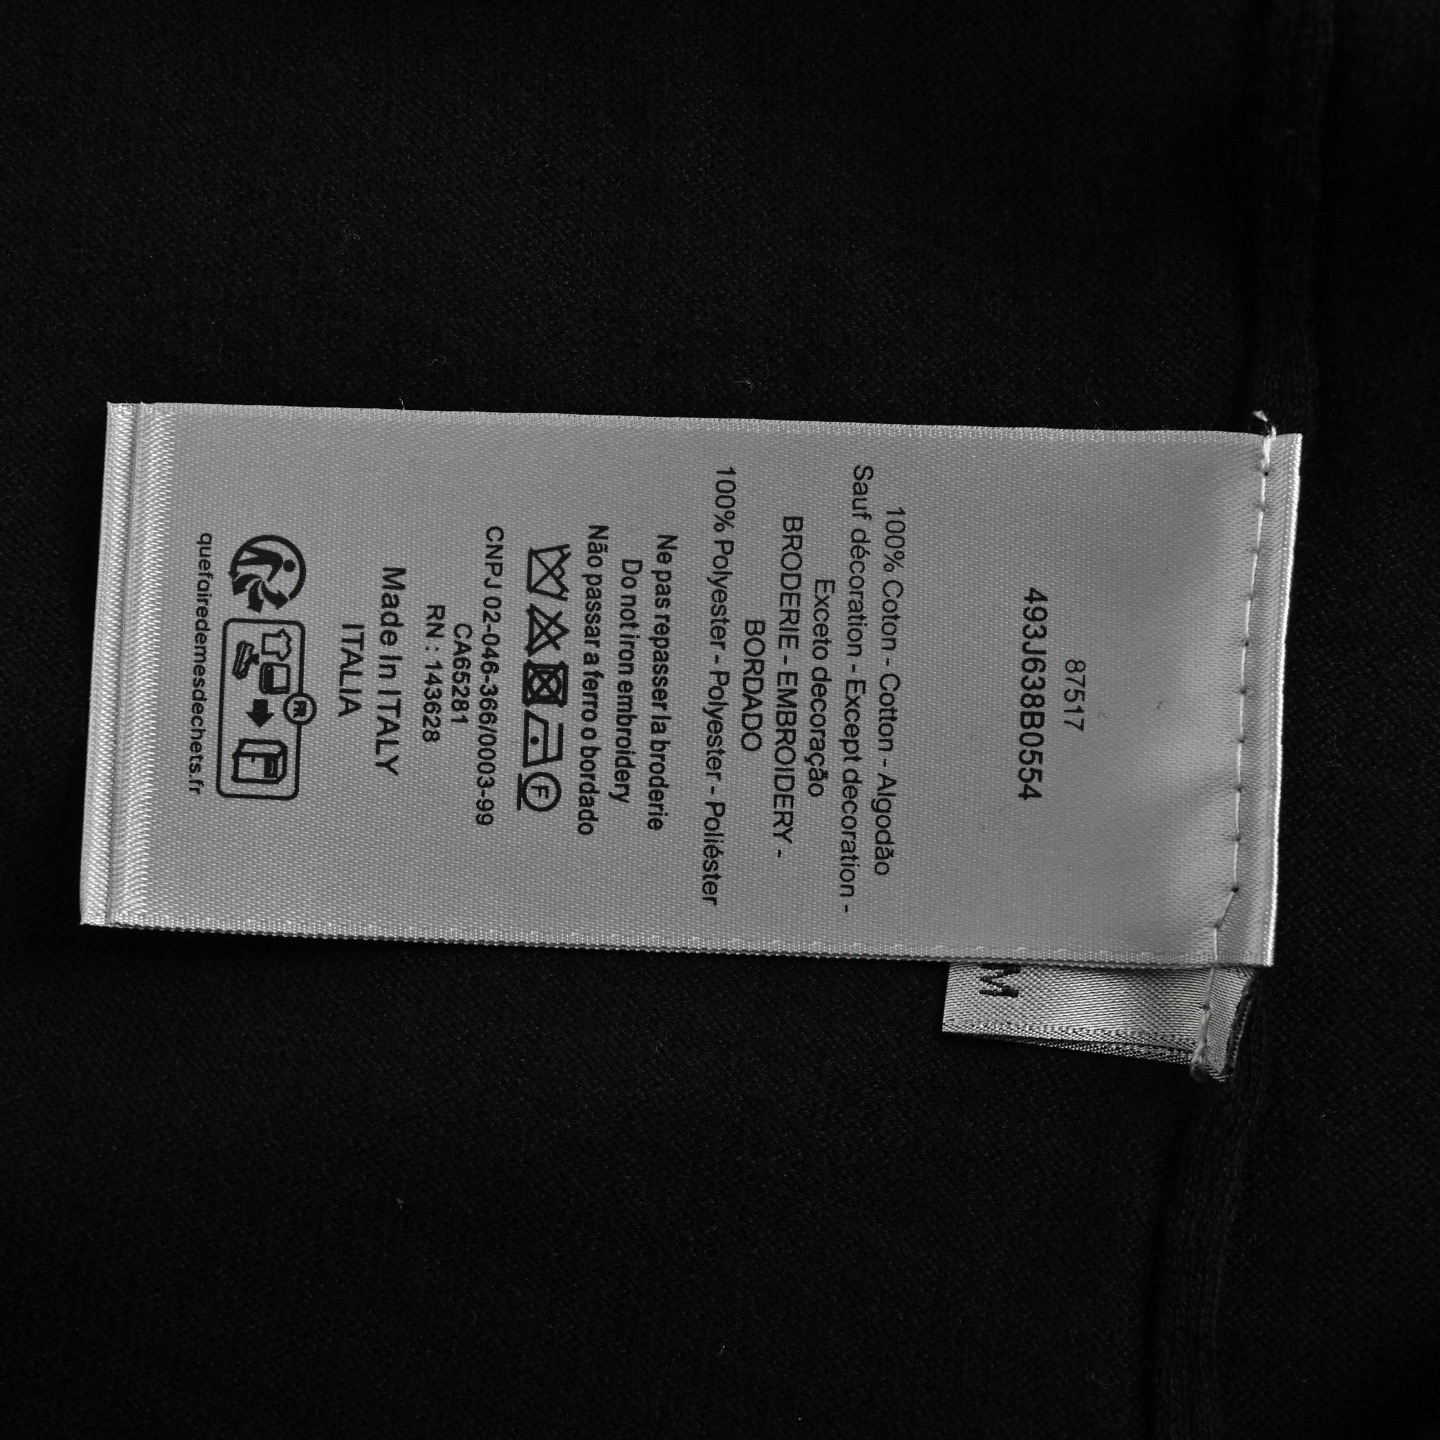 87517
493J638B0554
100% Coton - Cotton - Algodão
Sauf décoration - Except decoration -
Exceto decoração
BRODERIE - EMBROIDERY -
BORDADO
100% Polyester - Polyester - Poliéster
Ne pas repasser la broderie
Do not iron embroidery
Não passar a ferro o bordado
F
CNPJ 02-046-366/0003-99
CA65281
RN : 143628
Made In ITALY
ITALIA
FR
quefairedemesdechets.fr
M